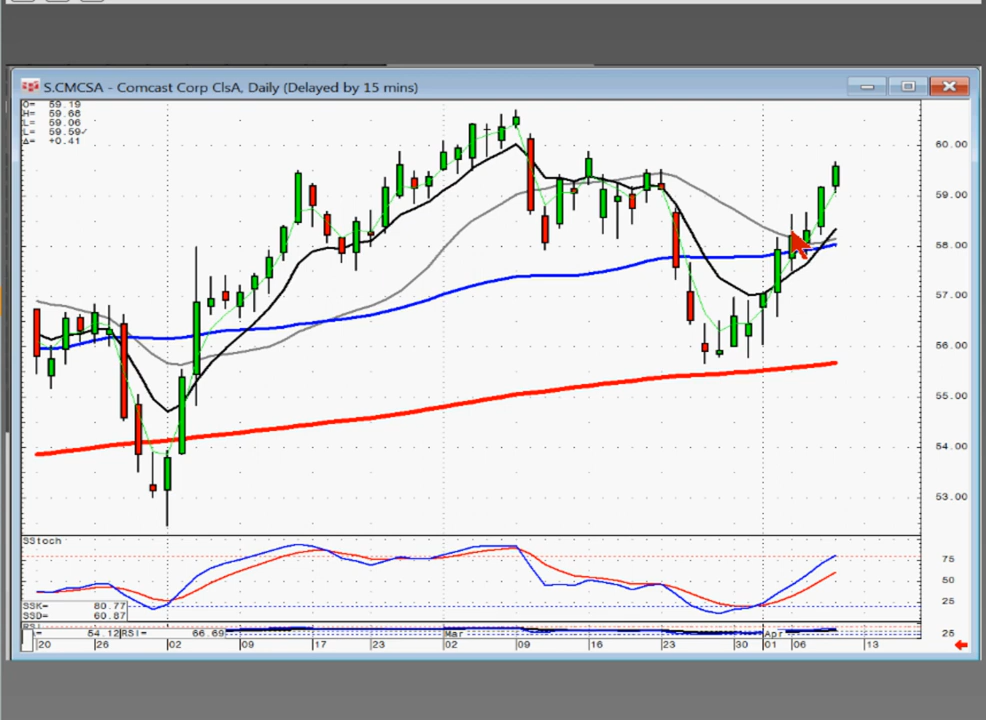 S.CMCSA - Comcast Corp ClsA, Daily (Delayed by 15 mins)
O= 59.19
H= 59.68
L= 59.06
L= 59.59✓
Δ= +0.41
60.00
59.00
58.00
57.00
56.00
55.00
54.00
53.00
SStoch
75
50
25
SSK= 80.77
SSD= 60.87
54.12 RSI= 66.69
25
Mar
Apr
20 26 02 09 17 23 02 09 16 23 30 01 06 13